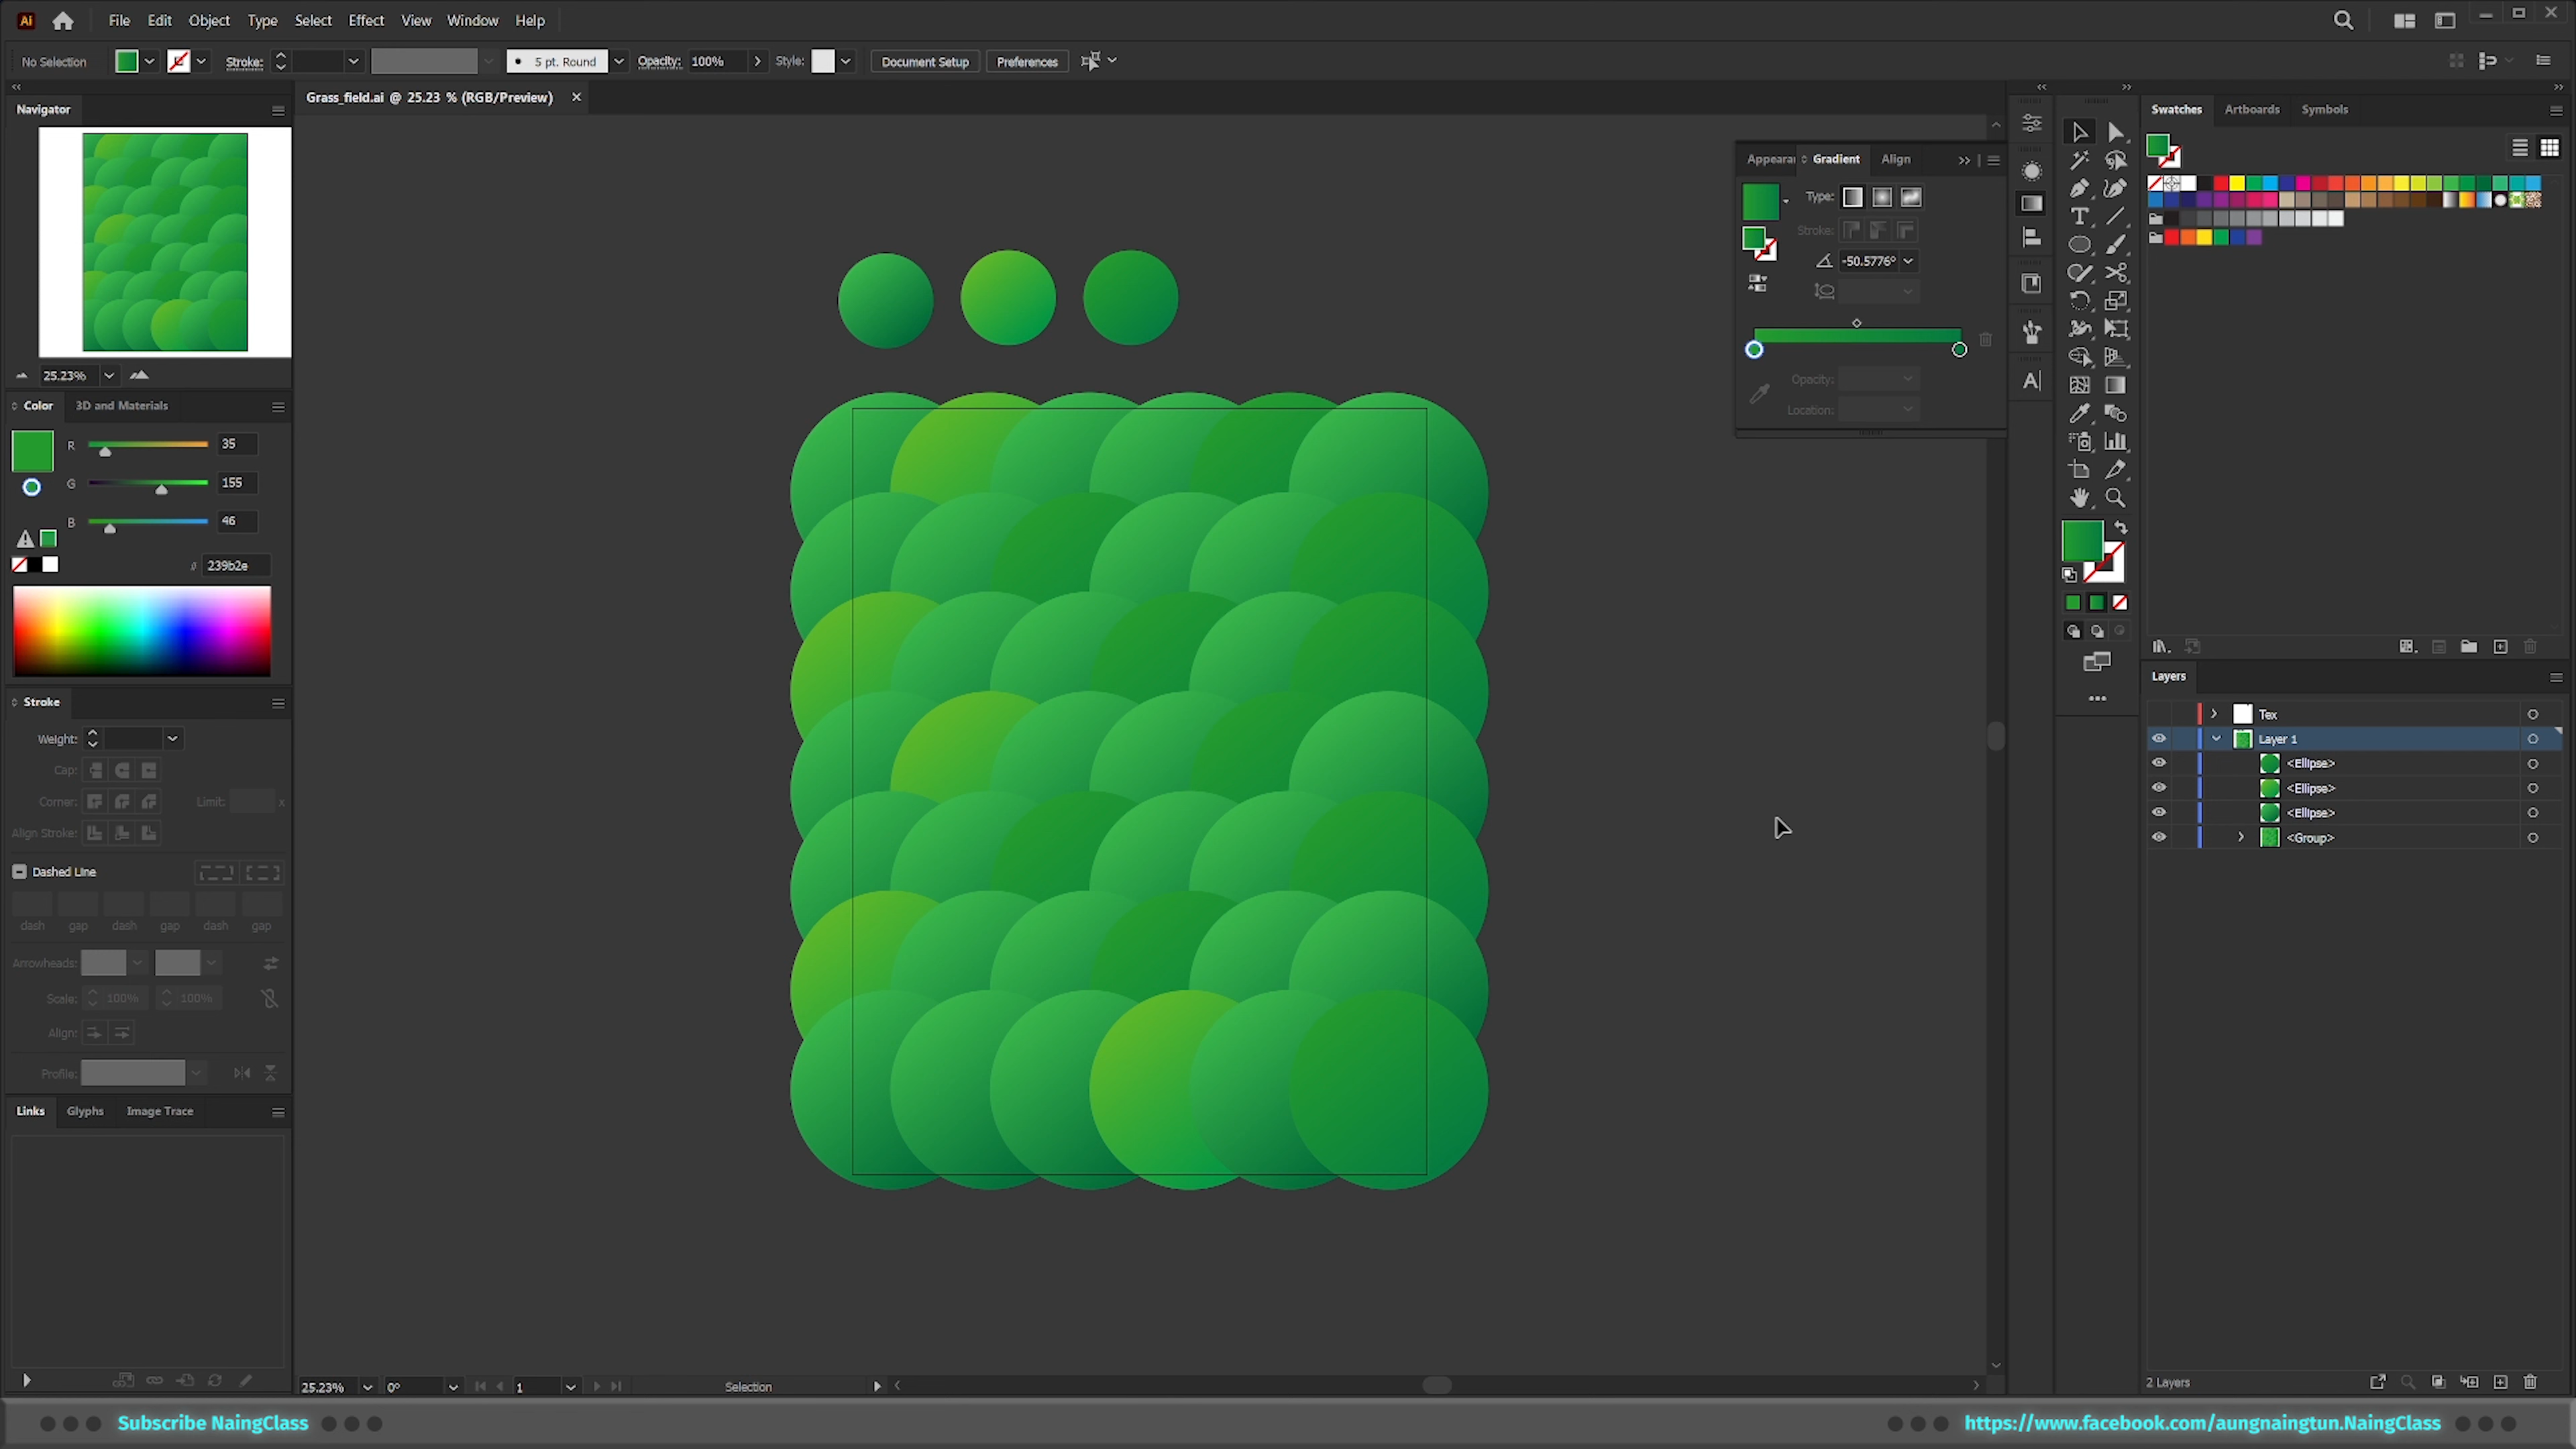 Ai File Edit Object Type Select Effect View Window Help
No Selection Stroke: 5 pt. Round Opacity: 100% Style: Document Setup Preferences
Grass_field.ai @ 25.23 % (RGB/Preview)
Navigator
25.23%
Color 3D and Materials
R 35
G 155
B 46
# 239b2e
Stroke
Weight:
Cap:
Corner: Limit: x
Align Stroke:
Dashed Line
dash gap dash gap dash gap
Arrowheads:
Scale: 100% 100%
Align:
Profile:
Links Glyphs Image Trace
25.23% 0° 1 Selection
Appeara Gradient Align
Type:
Stroke:
-50.5776°
Opacity:
Location:
Swatches Artboards Symbols
Layers
Tex
Layer 1
<Ellipse>
<Ellipse>
<Ellipse>
<Group>
2 Layers
Subscribe NaingClass
https://www.facebook.com/aungnaingtun.NaingClass